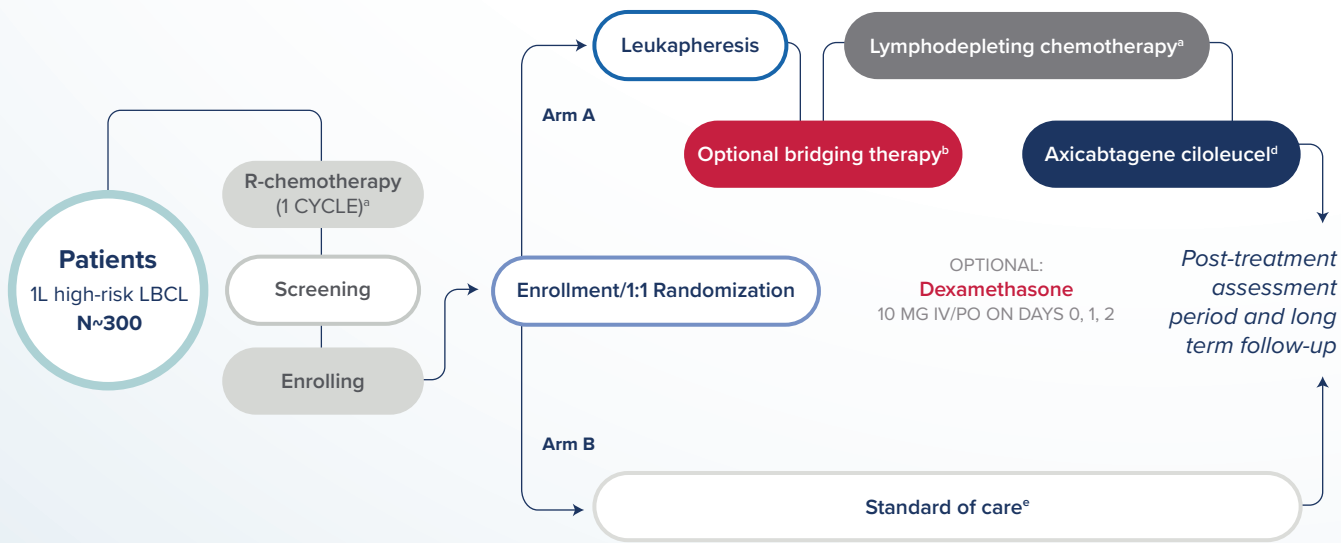 Patients
1L high-risk LBCL
N~300
R-chemotherapy
(1 CYCLE)ᵃ
Screening
Enrolling
Enrollment/1:1 Randomization
Arm A
Leukapheresis
Optional bridging therapyᵇ
Lymphodepleting chemotherapyᵃ
Axicabtagene ciloleucelᵈ
OPTIONAL:
Dexamethasone
10 MG IV/PO ON DAYS 0, 1, 2
Arm B
Standard of careᵉ
Post-treatment
assessment
period and long
term follow-up